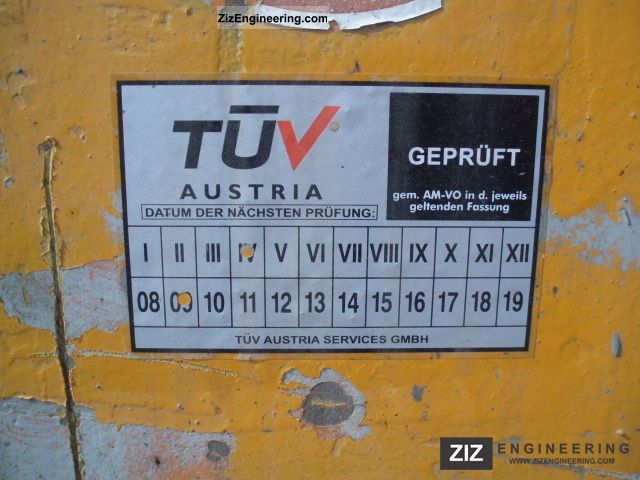 ZizEngineering.com
TÜV
AUSTRIA
GEPRÜFT
gem. AM-VO in d. jeweils
geltenden Fassung
DATUM DER NÄCHSTEN PRÜFUNG:
I II III IV V VI VII VIII IX X XI XII
08 09 10 11 12 13 14 15 16 17 18 19
TÜV AUSTRIA SERVICES GMBH
ZIZ ENGINEERING
WWW.ZIZENGINEERING.COM